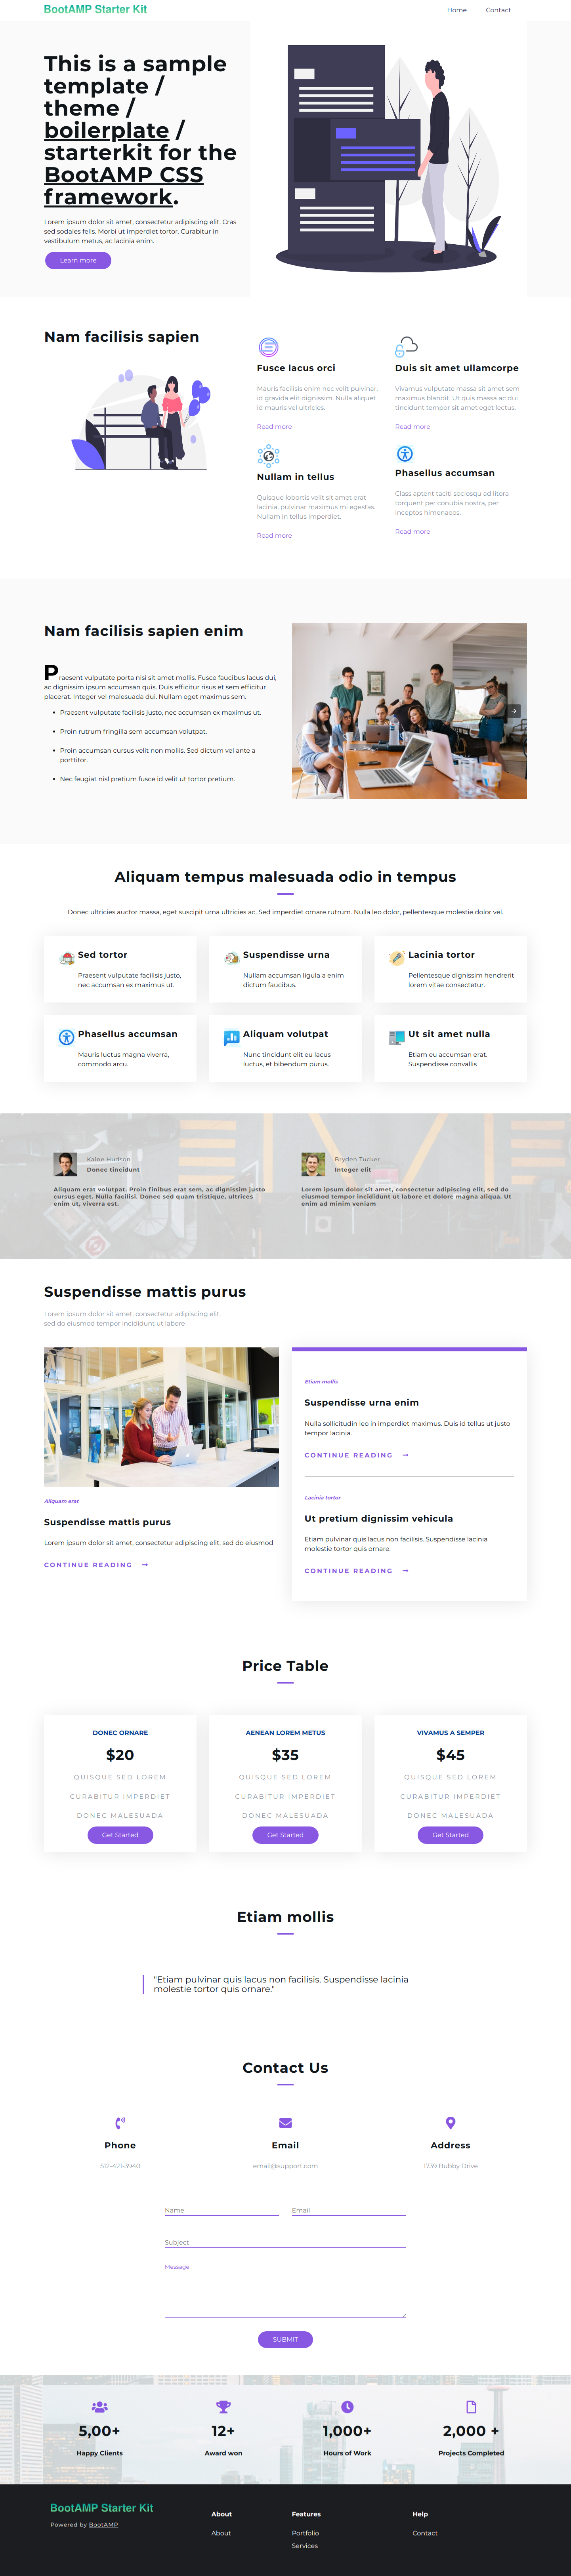 BootAMP Starter Kit
Home Contact
This is a sample
template /
theme /
boilerplate /
starterkit for the
BootAMP CSS
framework.
Lorem ipsum dolor sit amet, consectetur adipiscing elit. Cras
sed sodales felis. Morbi ut imperdiet tortor. Curabitur in
vestibulum metus, ac lacinia enim.
Learn more
Nam facilisis sapien
Fusce lacus orci
Mauris facilisis enim nec velit pulvinar,
id gravida elit dignissim. Nulla aliquet
id mauris vel ultricies.
Read more
Duis sit amet ullamcorpe
Vivamus vulputate massa sit amet sem
maximus blandit. Ut quis massa ac dui
tincidunt tempor sit amet eget lectus.
Read more
Nullam in tellus
Quisque lobortis velit sit amet erat
lacinia, pulvinar maximus mi egestas.
Nullam in tellus imperdiet.
Read more
Phasellus accumsan
Class aptent taciti sociosqu ad litora
torquent per conubia nostra, per
inceptos himenaeos.
Read more
Nam facilisis sapien enim
Praesent vulputate porta nisi sit amet mollis. Fusce faucibus lacus dui,
ac dignissim ipsum accumsan quis. Duis efficitur risus et sem efficitur
placerat. Integer vel malesuada dui. Nullam eget maximus sem.
• Praesent vulputate facilisis justo, nec accumsan ex maximus ut.
• Proin rutrum fringilla sem accumsan volutpat.
• Proin accumsan cursus velit non mollis. Sed dictum vel ante a
porttitor.
• Nec feugiat nisl pretium fusce id velit ut tortor pretium.
Aliquam tempus malesuada odio in tempus
Donec ultricies auctor massa, eget suscipit urna ultricies ac. Sed imperdiet ornare rutrum. Nulla leo dolor, pellentesque molestie dolor vel.
Sed tortor
Praesent vulputate facilisis justo,
nec accumsan ex maximus ut.
Suspendisse urna
Nullam accumsan ligula a enim
dictum faucibus.
Lacinia tortor
Pellentesque dignissim hendrerit
lorem vitae consectetur.
Phasellus accumsan
Mauris luctus magna viverra,
commodo arcu.
Aliquam volutpat
Nunc tincidunt elit eu lacus
luctus, et bibendum purus.
Ut sit amet nulla
Etiam eu accumsan erat.
Suspendisse convallis
Kaine Hudson
Donec tincidunt
Aliquam erat volutpat. Proin finibus erat sem, ac dignissim justo
cursus eget. Nulla facilisi. Donec sed quam tristique, ultrices
enim ut, viverra est.
Bryden Tucker
Integer elit
Lorem ipsum dolor sit amet, consectetur adipiscing elit, sed do
eiusmod tempor incididunt ut labore et dolore magna aliqua. Ut
enim ad minim veniam
Suspendisse mattis purus
Lorem ipsum dolor sit amet, consectetur adipiscing elit.
sed do eiusmod tempor incididunt ut labore
Aliquam erat
Suspendisse mattis purus
Lorem ipsum dolor sit amet, consectetur adipiscing elit, sed do eiusmod
CONTINUE READING
Etiam mollis
Suspendisse urna enim
Nulla sollicitudin leo in imperdiet maximus. Duis id tellus ut justo
tempor lacinia.
CONTINUE READING
Lacinia tortor
Ut pretium dignissim vehicula
Etiam pulvinar quis lacus non facilisis. Suspendisse lacinia
molestie tortor quis ornare.
CONTINUE READING
Price Table
DONEC ORNARE
$20
QUISQUE SED LOREM
CURABITUR IMPERDIET
DONEC MALESUADA
Get Started
AENEAN LOREM METUS
$35
QUISQUE SED LOREM
CURABITUR IMPERDIET
DONEC MALESUADA
Get Started
VIVAMUS A SEMPER
$45
QUISQUE SED LOREM
CURABITUR IMPERDIET
DONEC MALESUADA
Get Started
Etiam mollis
"Etiam pulvinar quis lacus non facilisis. Suspendisse lacinia
molestie tortor quis ornare."
Contact Us
Phone
512-421-3940
Email
email@support.com
Address
1739 Bubby Drive
Name
Email
Subject
Message
SUBMIT
5,00+
Happy Clients
12+
Award won
1,000+
Hours of Work
2,000 +
Projects Completed
BootAMP Starter Kit
Powered by BootAMP
About
About
Features
Portfolio
Services
Help
Contact